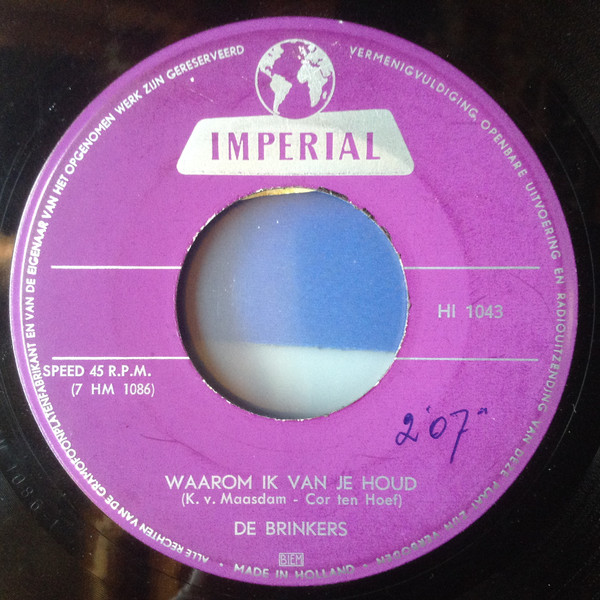 IMPERIAL
ALLE RECHTEN VAN DE GRAMOFOONPLATENFABRIKANT EN VAN DE EIGENAAR VAN HET OPGENOMEN WERK ZIJN GERESERVEERD
VERMENIGVULDIGING, OPENBARE UITVOERING EN RADIOUITZENDING VAN DEZE PLAAT ZIJN VERBODEN
HI 1043
SPEED 45 R.P.M.
(7 HM 1086)
2'07"
WAAROM IK VAN JE HOUD
(K. v. Maasdam - Cor ten Hoef)
DE BRINKERS
BIEM
MADE IN HOLLAND